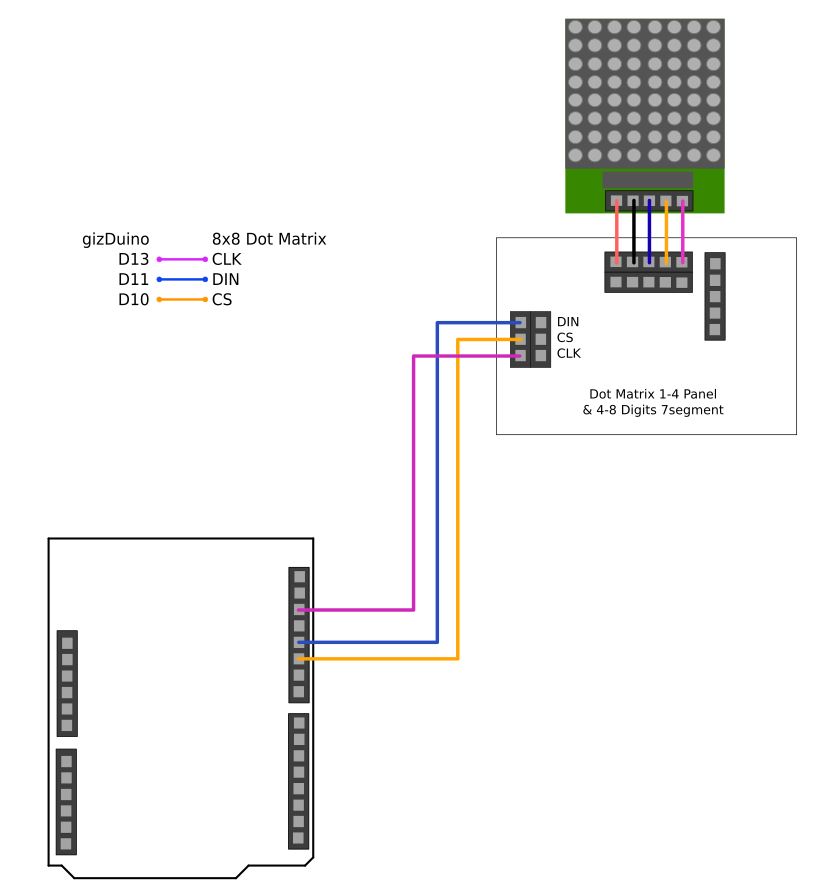 gizDuino 8x8 Dot Matrix
D13 CLK
D11 DIN
D10 CS
DIN
CS
CLK
Dot Matrix 1-4 Panel
& 4-8 Digits 7segment